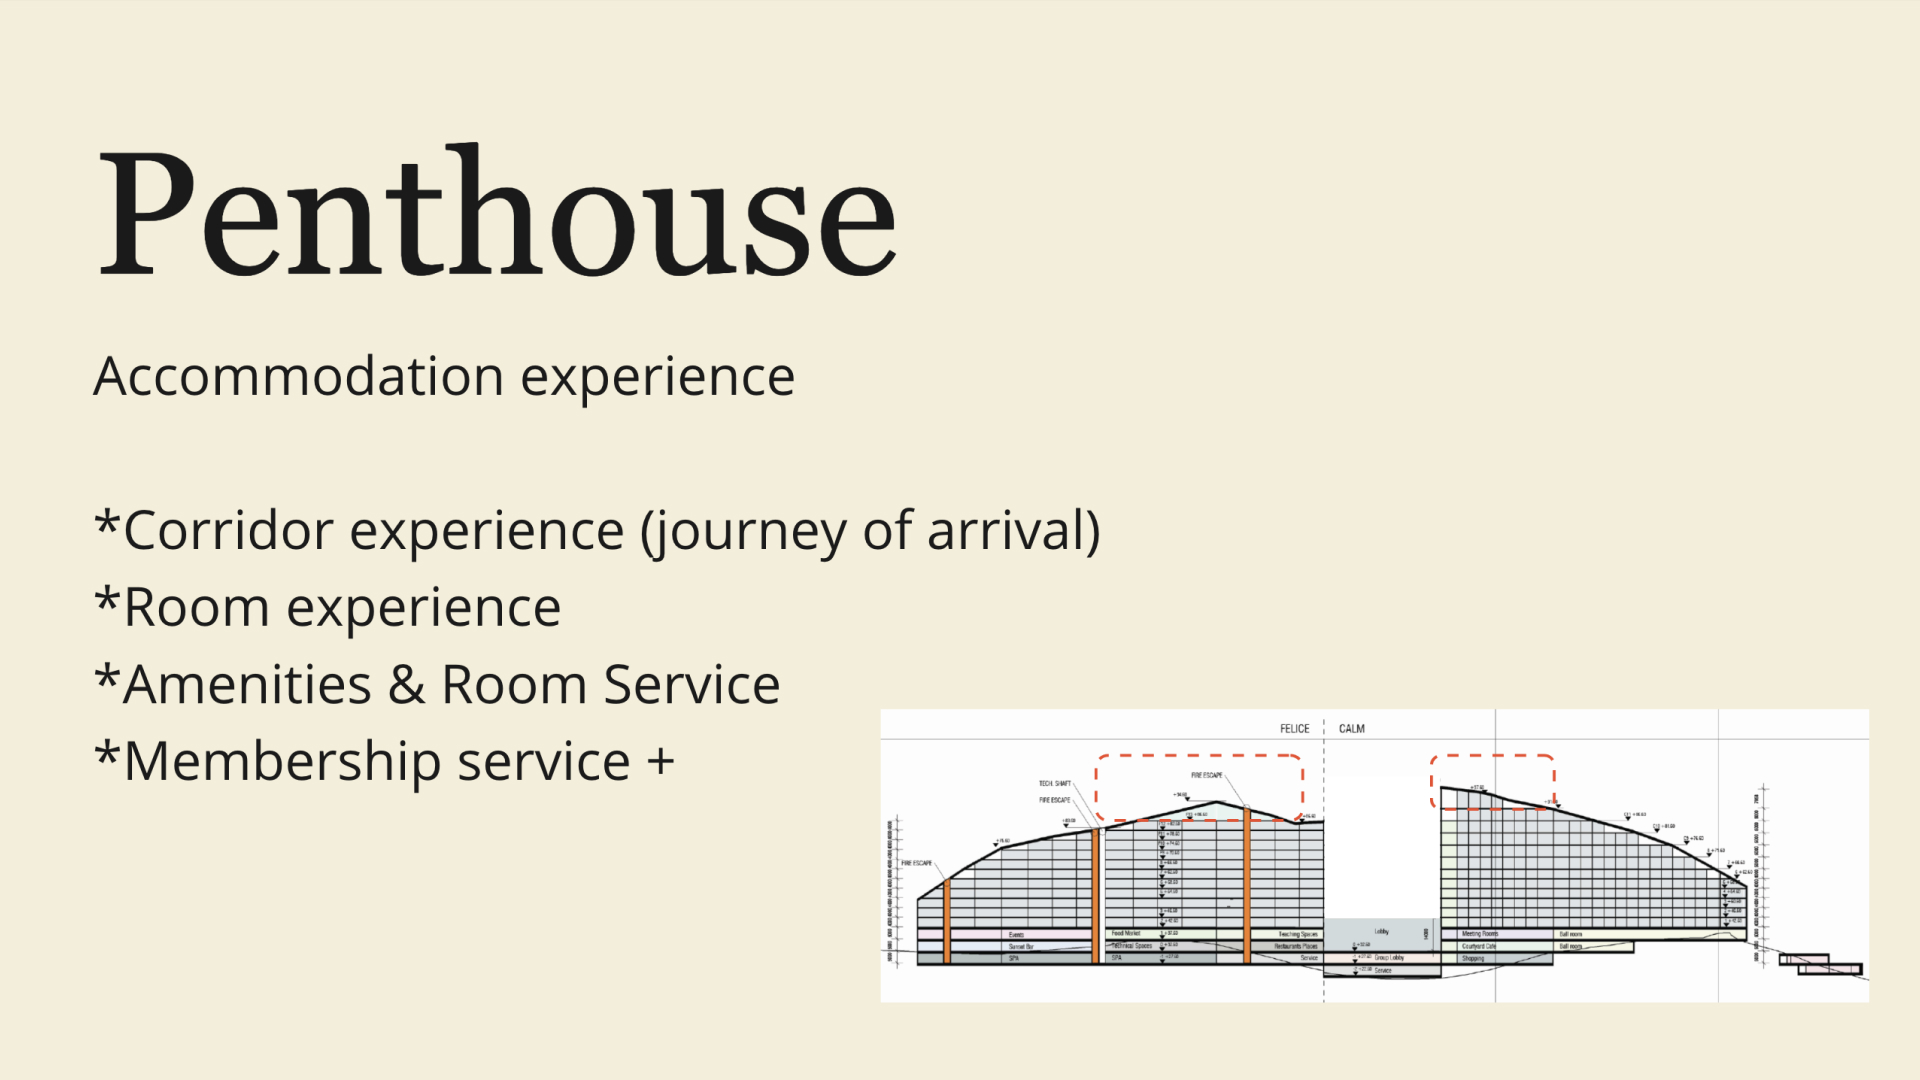 Penthouse
Accommodation experience
*Corridor experience (journey of arrival)
*Room experience
*Amenities & Room Service
*Membership service +
FELICE
CALM
TECH. SHAFT
FIRE ESCAPE
FIRE ESCAPE
FIRE ESCAPE
Events
Food Market
Teaching Spaces
Lobby
Meeting Rooms
Ball room
Sunset Bar
Technical Spaces
Restaurants Places
Courtyard Cafe
Ball room
SPA
SPA
Service
Group Lobby
Shopping
Service